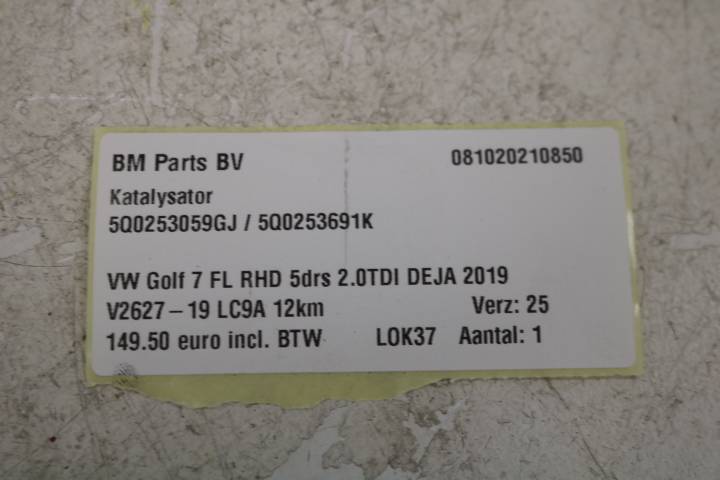 BM Parts BV 081020210850
Katalysator
5Q0253059GJ / 5Q0253691K
VW Golf 7 FL RHD 5drs 2.0TDI DEJA 2019
V2627-19 LC9A 12km Verz: 25
149.50 euro incl. BTW LOK37 Aantal: 1